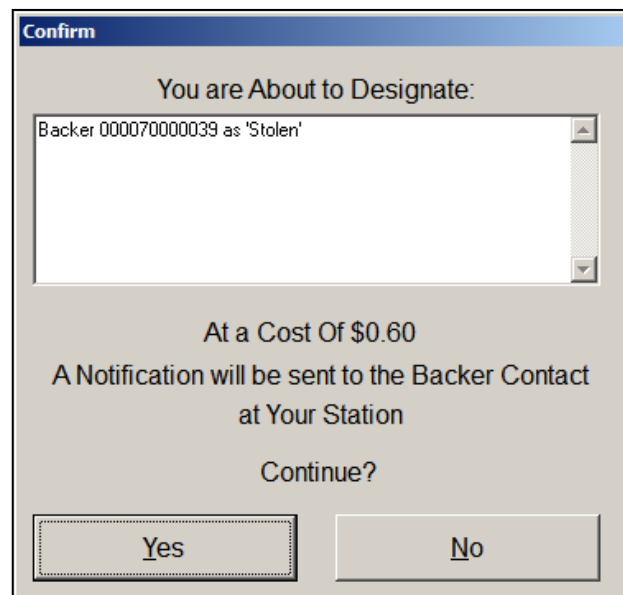 Confirm
You are About to Designate:
Backer 000070000039 as 'Stolen'
At a Cost Of $0.60
A Notification will be sent to the Backer Contact
at Your Station
Continue?
Yes
No